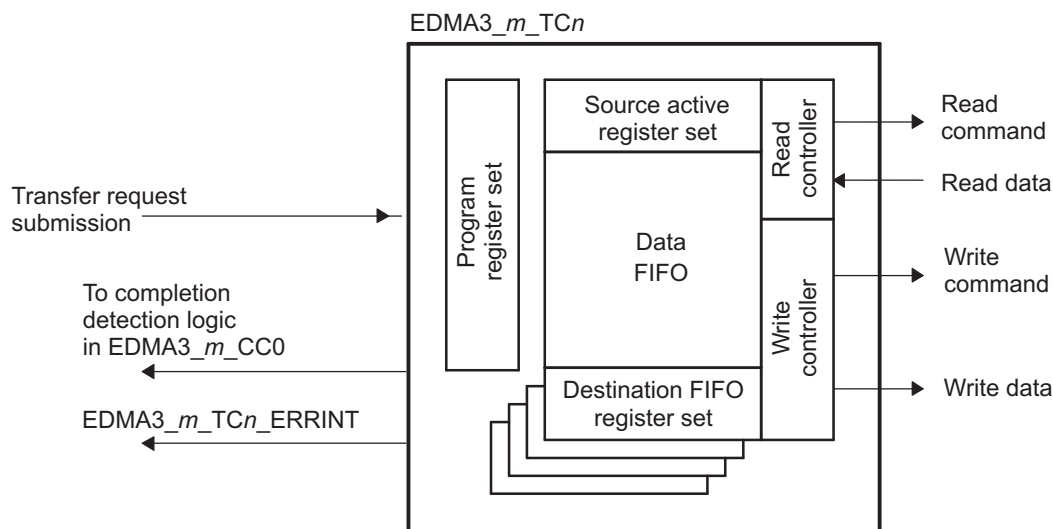 EDMA3_m_TCn
Transfer request
submission
To completion
detection logic
in EDMA3_m_CC0
EDMA3_m_TCn_ERRINT
Program
register set
Source active
register set
Data
FIFO
Destination FIFO
register set
Read
controller
Write
controller
Read
command
Read data
Write
command
Write data